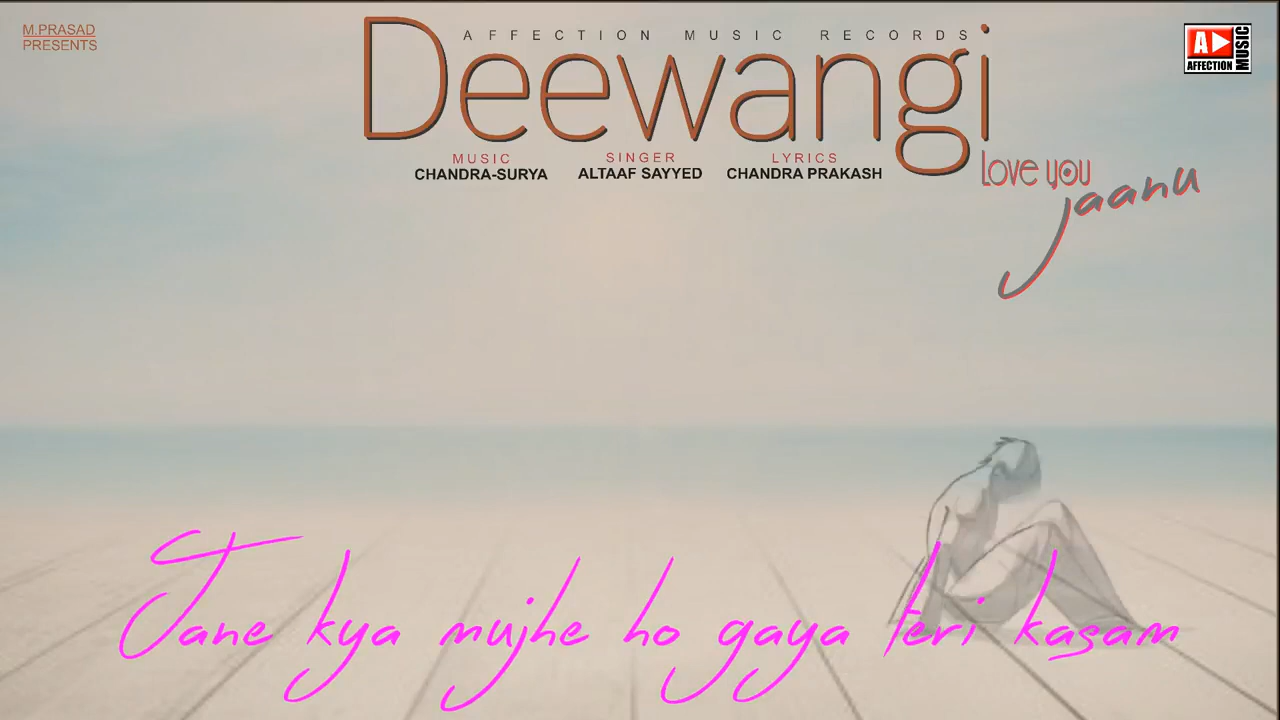 M.PRASAD
PRESENTS
AFFECTION MUSIC RECORDS
Deewangi
Love you
jaanu
MUSIC
CHANDRA-SURYA
SINGER
ALTAAF SAYYED
LYRICS
CHANDRA PRAKASH
A
AFFECTION
MUSIC
Jane kya mujhe ho gaya teri kasam